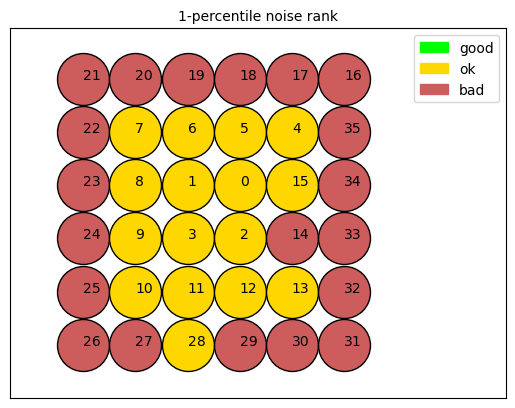 1-percentile noise rank
good
ok
bad
21 20 19 18 17 16
22 7 6 5 4 35
23 8 1 0 15 34
24 9 3 2 14 33
25 10 11 12 13 32
26 27 28 29 30 31